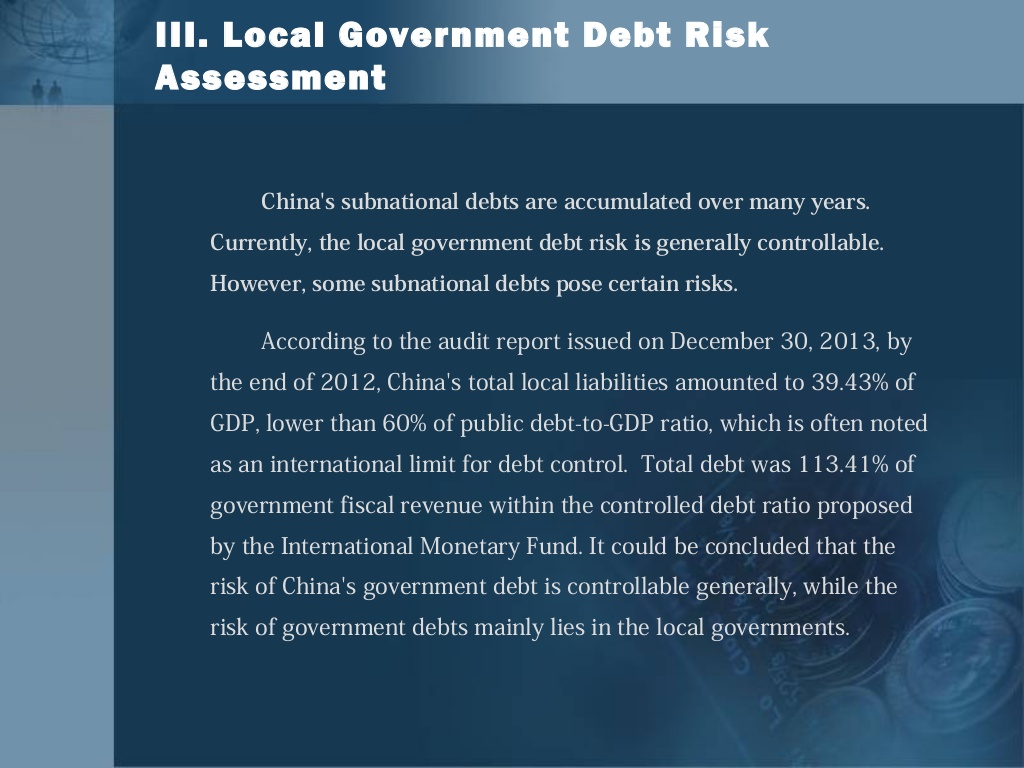 III. Local Government Debt Risk
Assessment
China's subnational debts are accumulated over many years.
Currently, the local government debt risk is generally controllable.
However, some subnational debts pose certain risks.
According to the audit report issued on December 30, 2013, by
the end of 2012, China's total local liabilities amounted to 39.43% of
GDP, lower than 60% of public debt-to-GDP ratio, which is often noted
as an international limit for debt control.  Total debt was 113.41% of
government fiscal revenue within the controlled debt ratio proposed
by the International Monetary Fund. It could be concluded that the
risk of China's government debt is controllable generally, while the
risk of government debts mainly lies in the local governments.